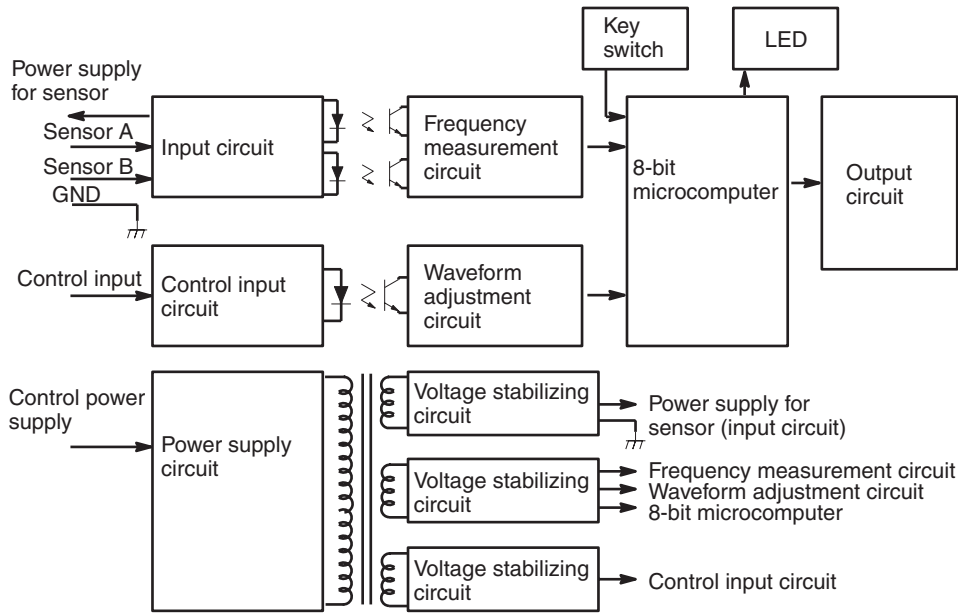 Key
switch
LED
Power supply
for sensor
Sensor A
Sensor B
GND
Input circuit
Frequency
measurement
circuit
8-bit
microcomputer
Output
circuit
Control input
Control input
circuit
Waveform
adjustment
circuit
Control power
supply
Power supply
circuit
Voltage stabilizing
circuit
Power supply for
sensor (input circuit)
Voltage stabilizing
circuit
Frequency measurement circuit
Waveform adjustment circuit
8-bit microcomputer
Voltage stabilizing
circuit
Control input circuit